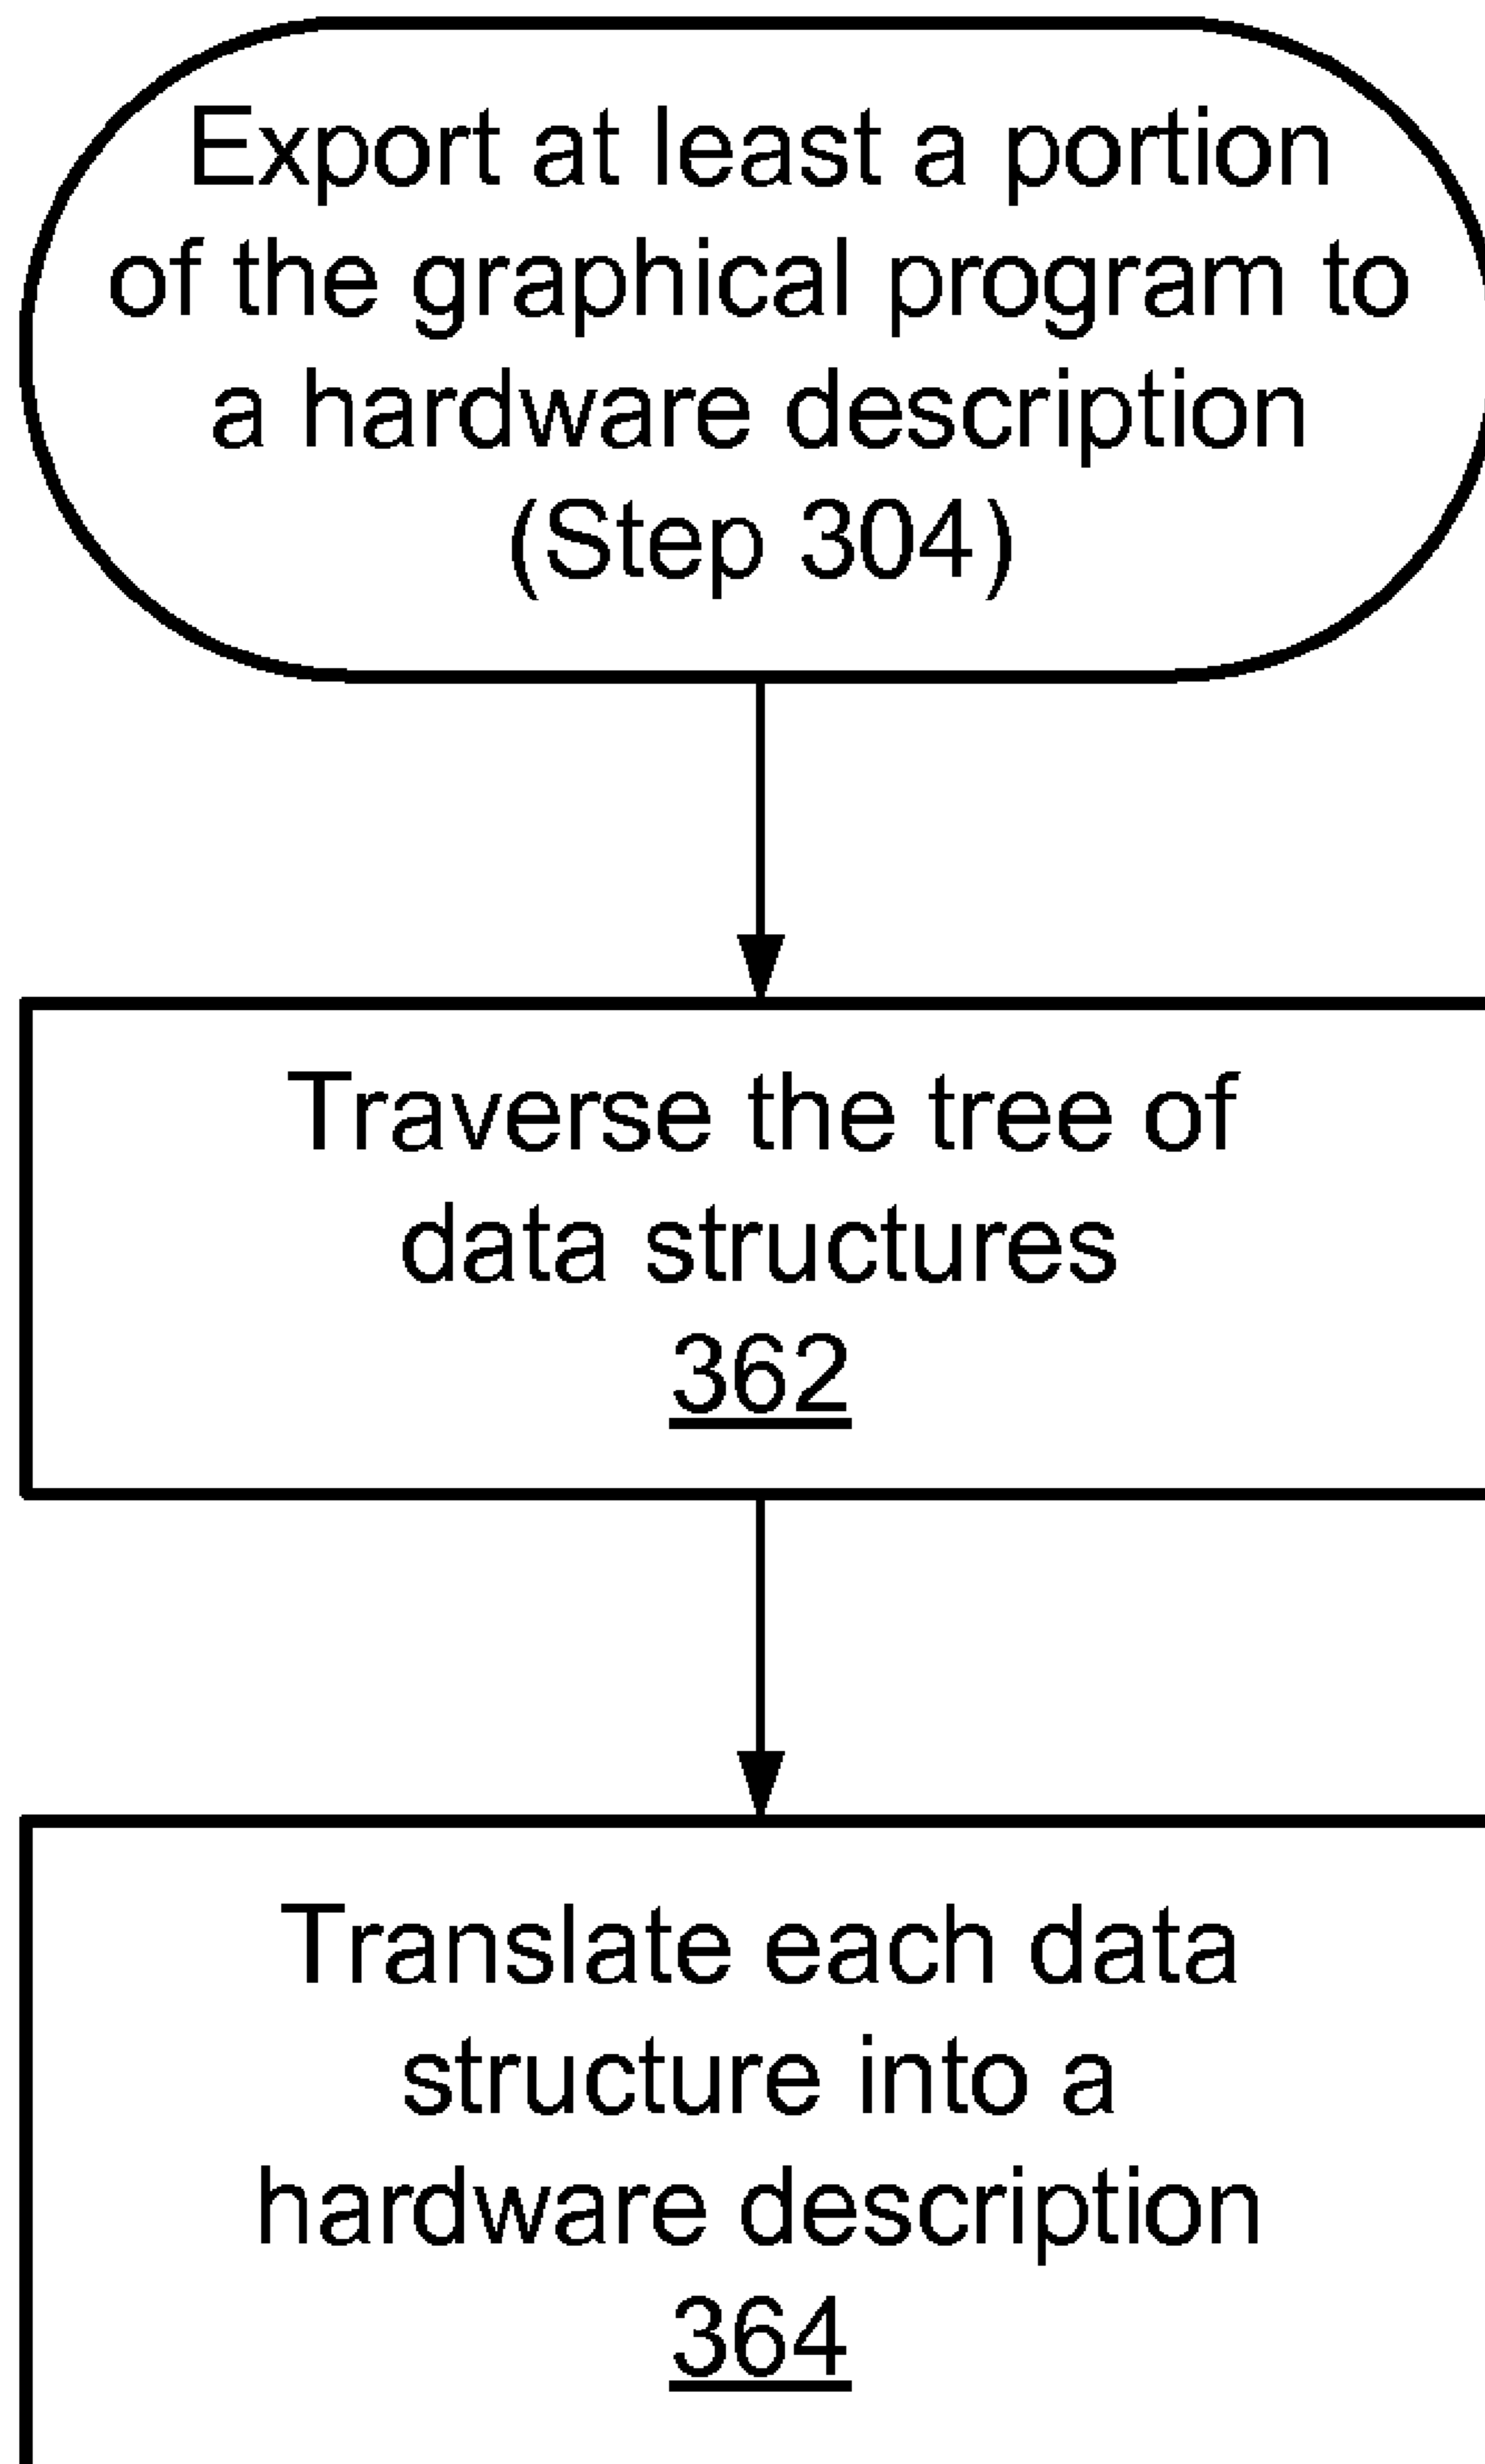 Export at least a portion
of the graphical program to
a hardware description
(Step 304)
Traverse the tree of
data structures
362
Translate each data
structure into a
hardware description
364